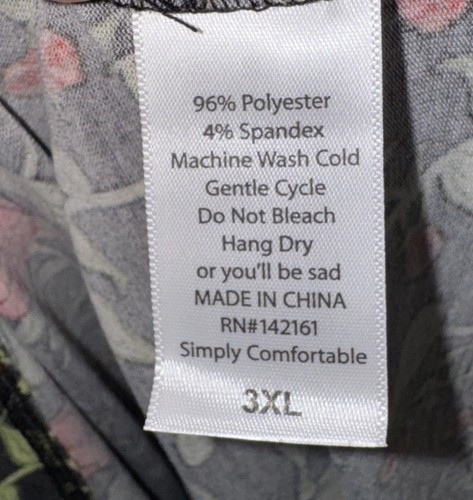 96% Polyester
4% Spandex
Machine Wash Cold
Gentle Cycle
Do Not Bleach
Hang Dry
or you'll be sad
MADE IN CHINA
RN#142161
Simply Comfortable
3XL